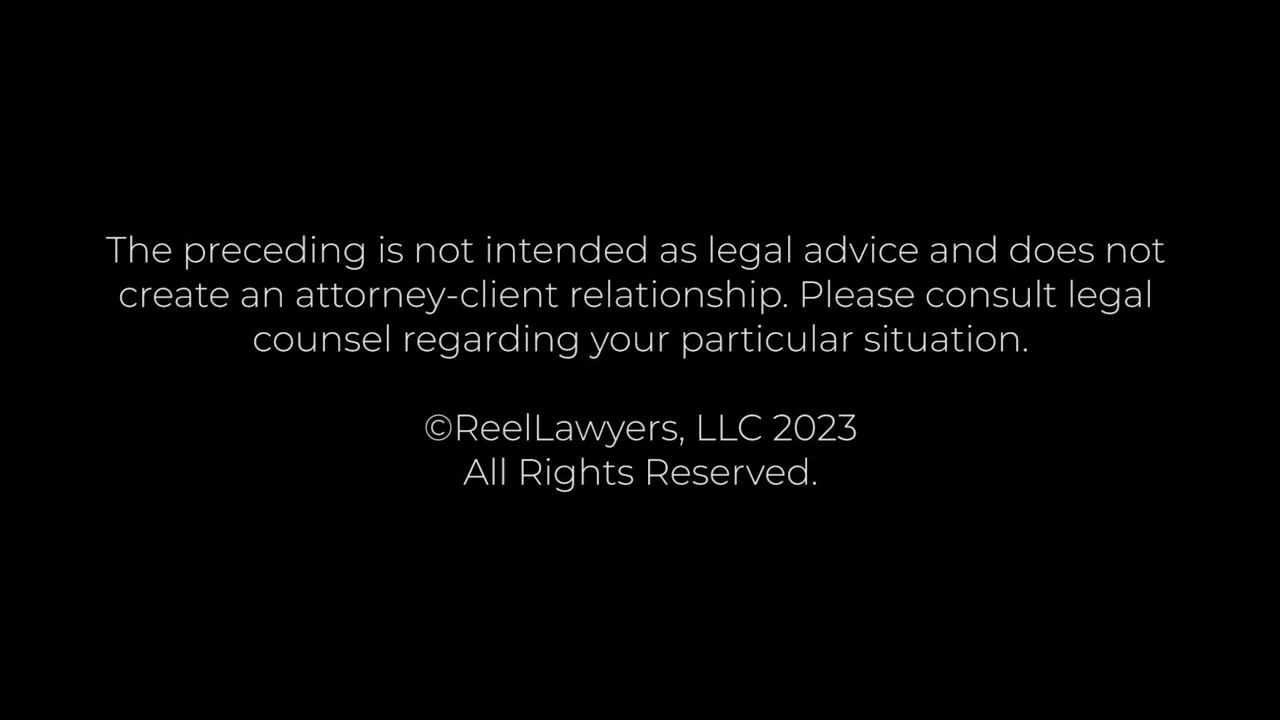 The preceding is not intended as legal advice and does not
create an attorney-client relationship. Please consult legal
counsel regarding your particular situation.
©ReelLawyers, LLC 2023
All Rights Reserved.